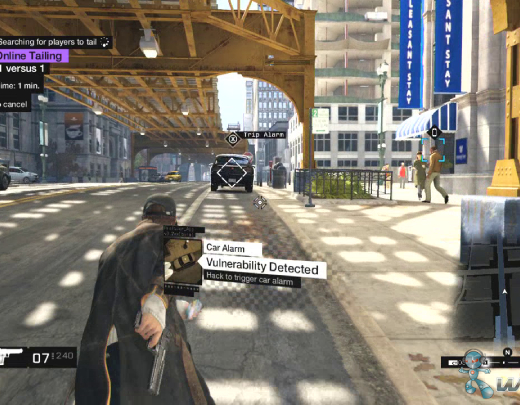 Searching for players to tail
Online Tailing
1 versus 1
ime: 1 min.
o cancel
PLEASANT STAY
SANT STAY
X
Trip Alarm
Car Alarm
Vulnerability Detected
Hack to trigger car alarm
07
240
N